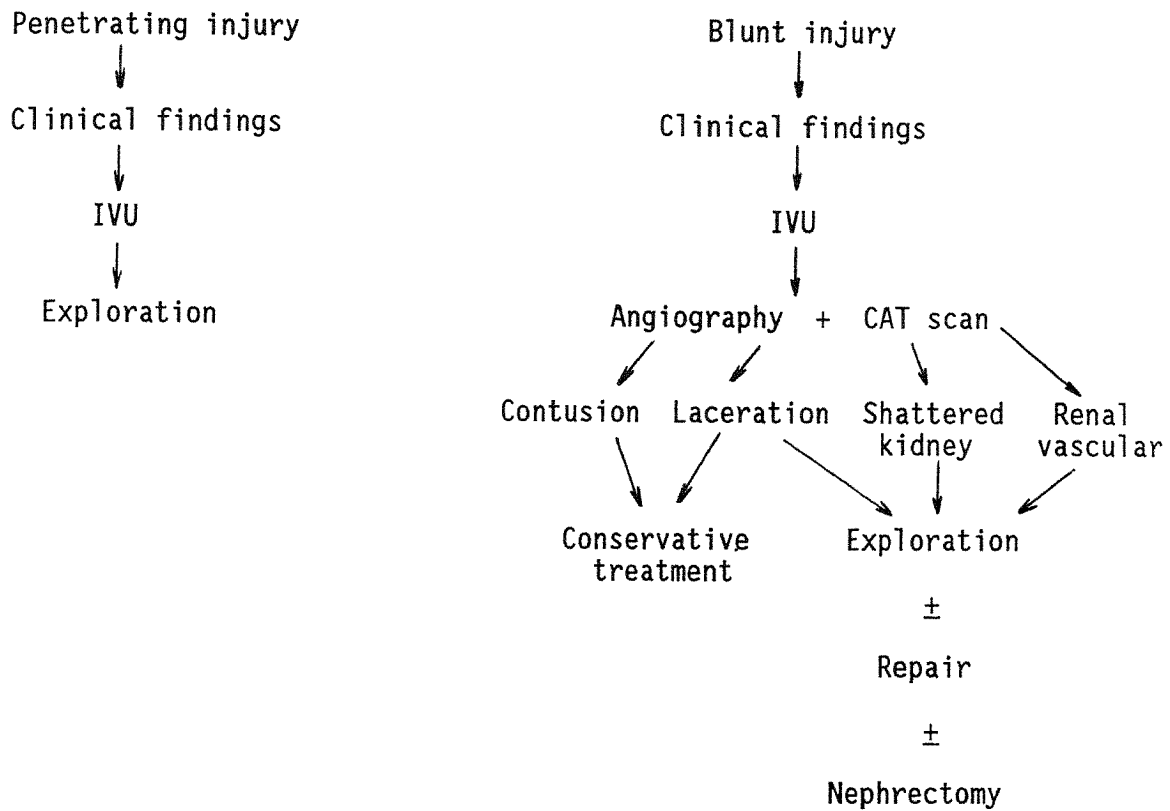 Penetrating injury
Clinical findings
IVU
Exploration
Blunt injury
Clinical findings
IVU
Angiography + CAT scan
Contusion Laceration Shattered kidney Renal vascular
Conservative treatment Exploration
±
Repair
±
Nephrectomy